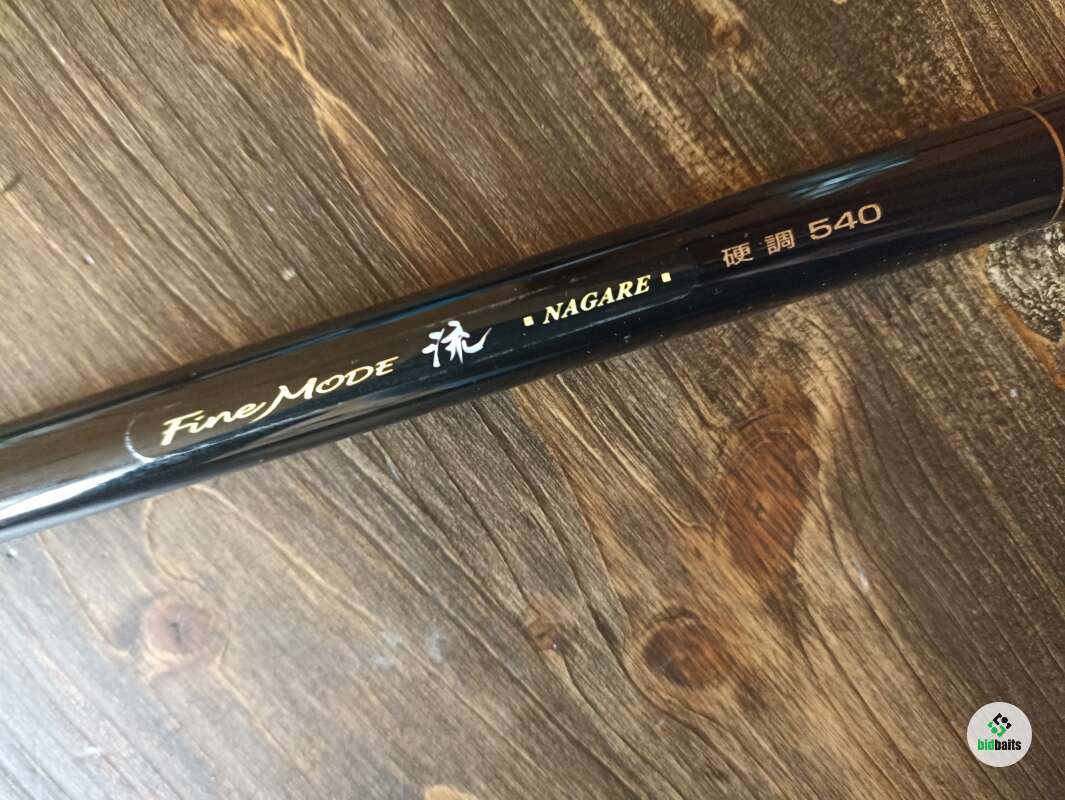 Fine MODE 流 ▪ NAGARE ▪ 硬調 540
bidbaits